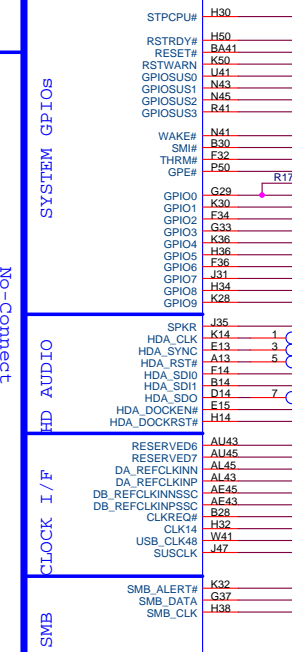 STPCPU# H30
RSTRDY# H50
RESET# BA41
RSTWARN K50
GPIOSUS0 U41
GPIOSUS1 N43
GPIOSUS2 N45
GPIOSUS3 R41
WAKE# N41
SMI# B30
THRM# F32
GPE# P50
R17
GPIO0 G29
GPIO1 K30
GPIO2 F34
GPIO3 G33
GPIO4 K36
GPIO5 H36
GPIO6 F36
GPIO7 J31
GPIO8 H34
GPIO9 K28
SYSTEM GPIOs
No-Connect
SPKR J35
HDA_CLK K14 1
HDA_SYNC E13 3
HDA_RST# A13 5
HDA_SDI0 F14
HDA_SDI1 B14
HDA_SDO D14 7
HDA_DOCKEN# E15
HDA_DOCKRST# H14
HD AUDIO
RESERVED6 AU43
RESERVED7 AU45
DA_REFCLKINN AL45
DA_REFCLKINP AL43
DB_REFCLKINNSSC AE45
DB_REFCLKINPSSC AE43
CLKREQ# B28
CLK14 H32
USB_CLK48 W41
SUSCLK J47
CLOCK I/F
SMB_ALERT# K32
SMB_DATA G37
SMB_CLK H38
SMB